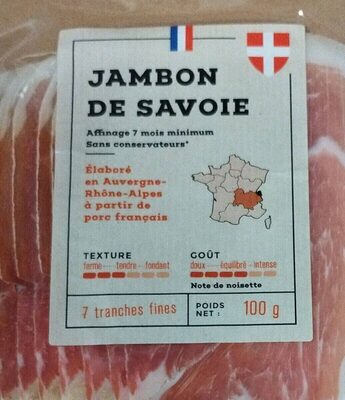 JAMBON
DE SAVOIE
Affinage 7 mois minimum
Sans conservateurs*
Élaboré
en Auvergne-
Rhône-Alpes
à partir de
porc français
TEXTURE
ferme tendre fondant
GOÛT
doux équilibré intense
Note de noisette
7 tranches fines
POIDS
NET :
100 g